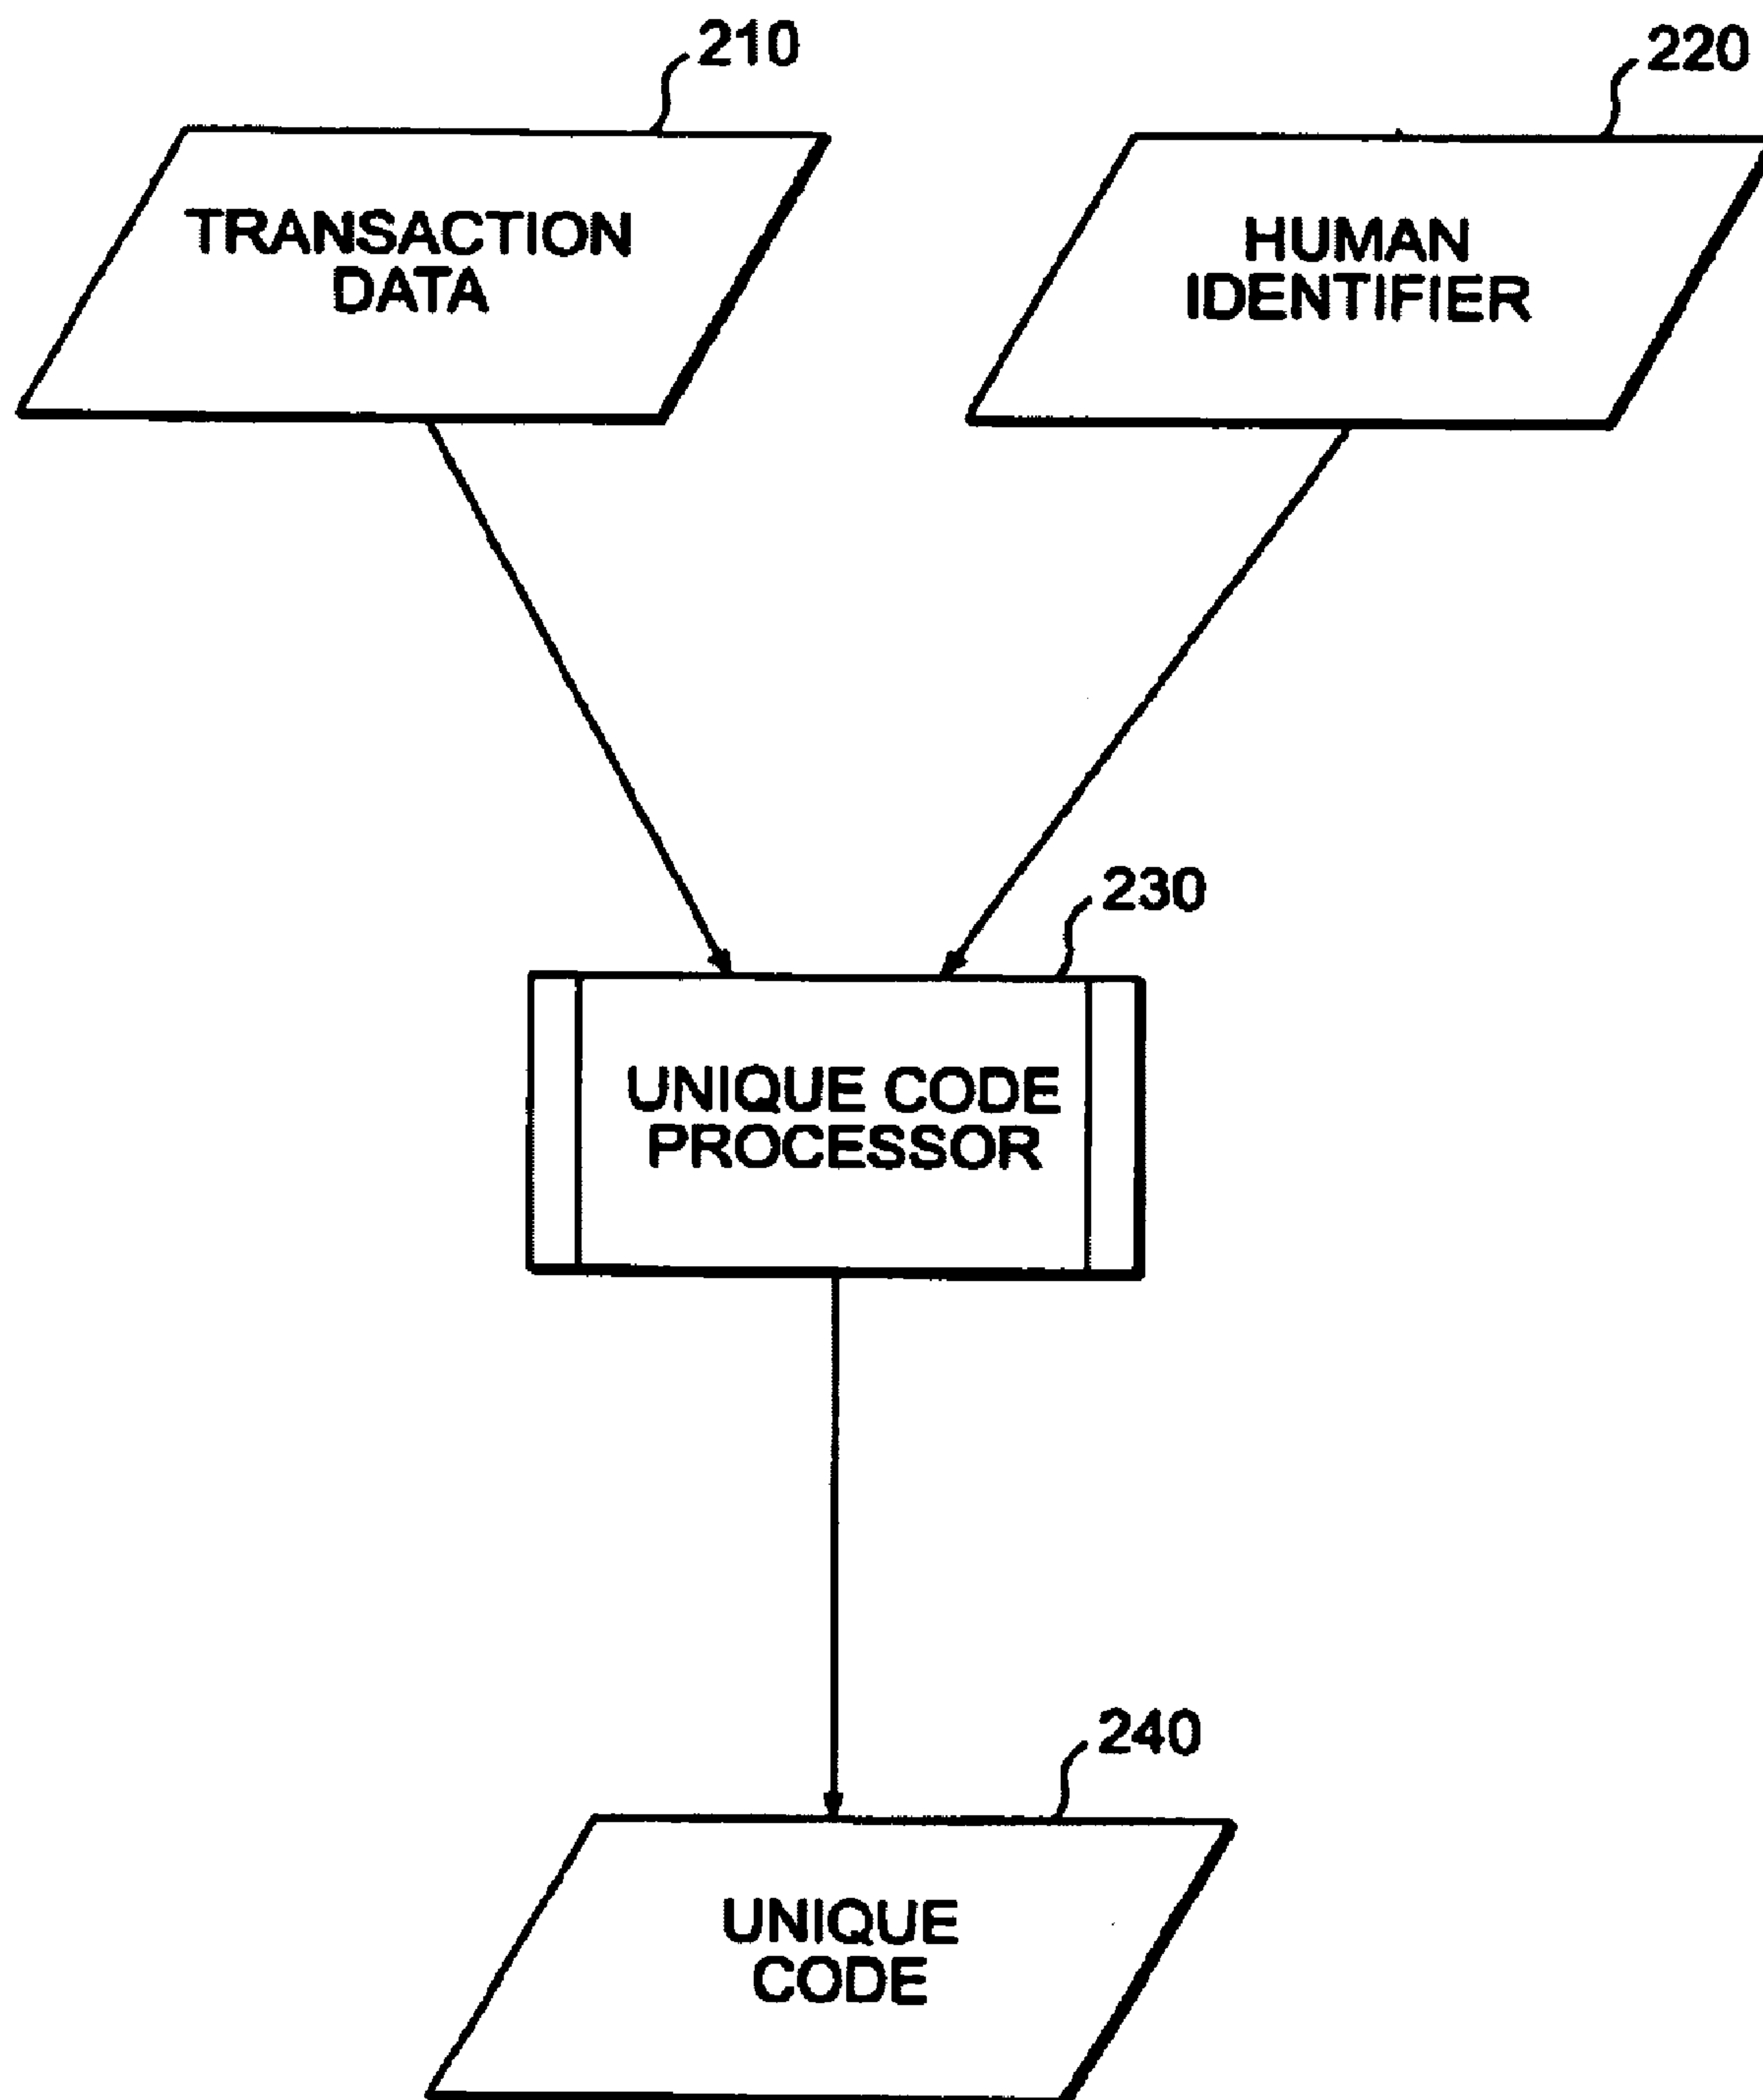 210
220
TRANSACTION
DATA
HUMAN
IDENTIFIER
230
UNIQUE CODE
PROCESSOR
240
UNIQUE
CODE